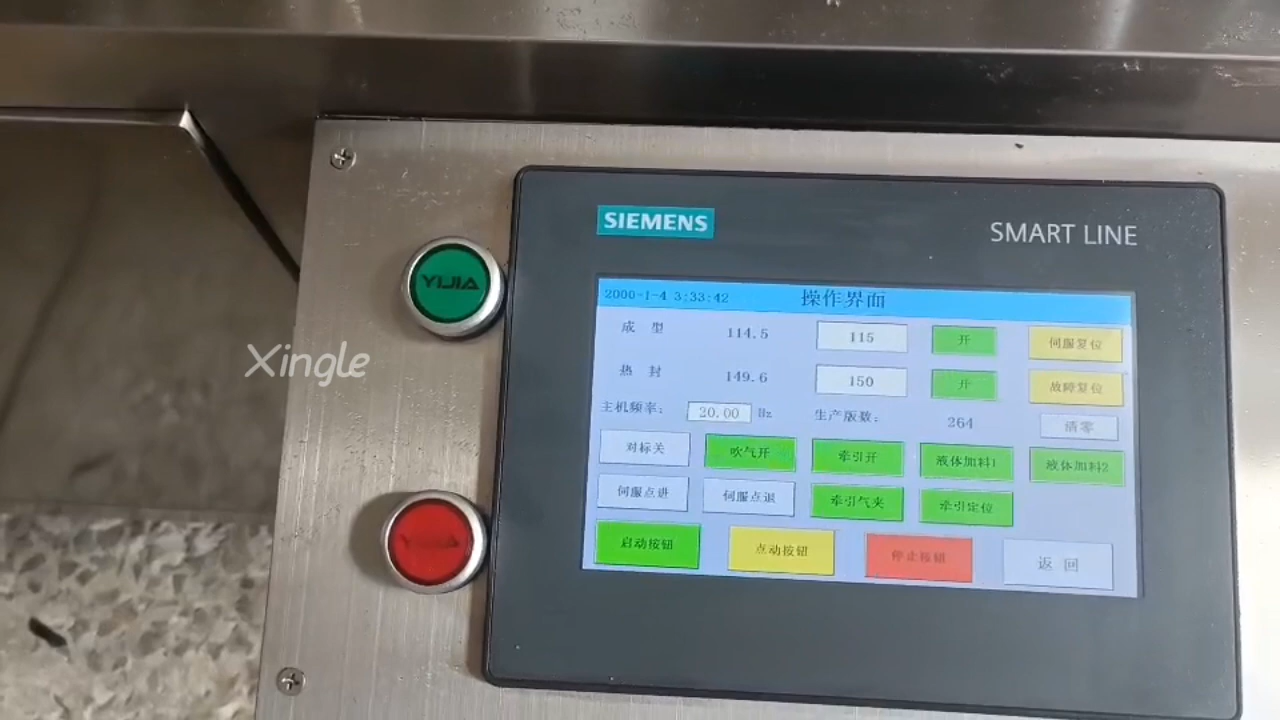 SIEMENS
SMART LINE
YIJIA
Xingle
2000-1-4 3:33:42 操作界面
成 型 114.5 115 开 伺服复位
热 封 149.6 150 开 故障复位
主机频率: 20.00 Hz 生产版数: 264 清零
对标关 吹气开 牵引开 液体加料1 液体加料2
伺服点进 伺服点退 牵引气夹 牵引定位
启动按钮 点动按钮 停止按钮 返 回